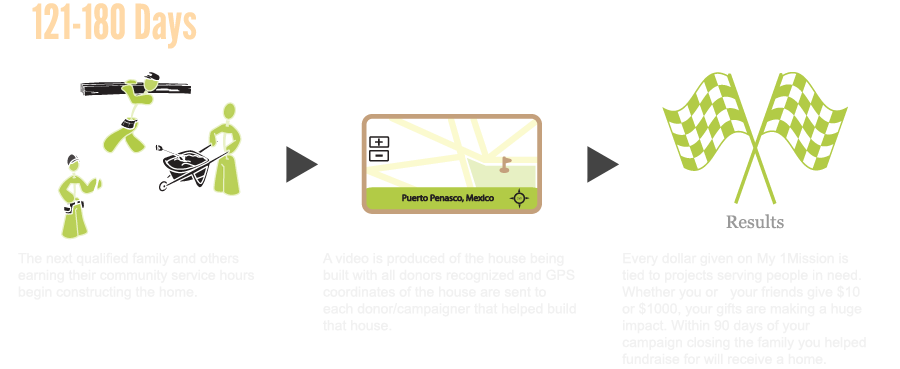 121-180 Days
Puerto Penasco, Mexico
Results
The next qualified family and others
earning their community service hours
begin constructing the home.
A video is produced of the house being
built with all donors recognized and GPS
coordinates of the house are sent to
each donor/campaigner that helped build
that house.
Every dollar given on My 1Mission is
tied to projects serving people in need.
Whether you or your friends give $10
or $1000, your gifts are making a huge
impact. Within 90 days of your
campaign closing the family you helped
fundraise for will receive a home.